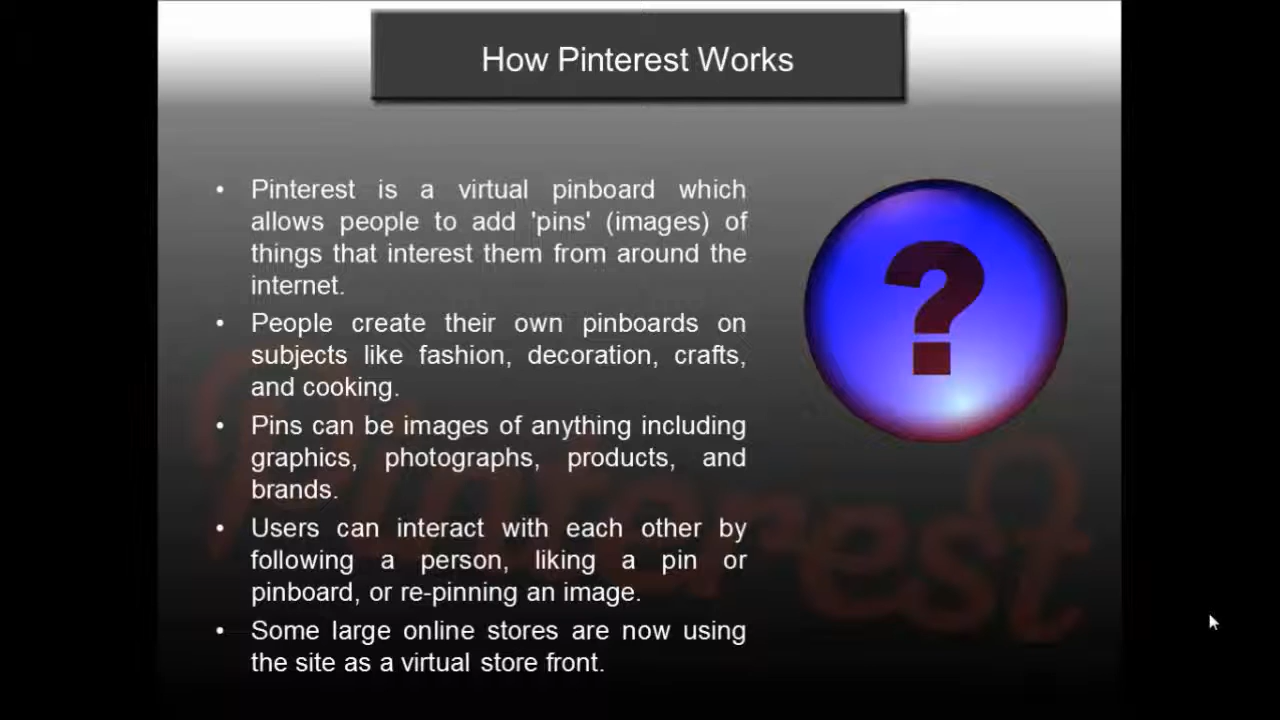 How Pinterest Works
• Pinterest is a virtual pinboard which
allows people to add 'pins' (images) of
things that interest them from around the
internet.
• People create their own pinboards on
subjects like fashion, decoration, crafts,
and cooking.
• Pins can be images of anything including
graphics, photographs, products, and
brands.
• Users can interact with each other by
following a person, liking a pin or
pinboard, or re-pinning an image.
• Some large online stores are now using
the site as a virtual store front.
?
Pinterest